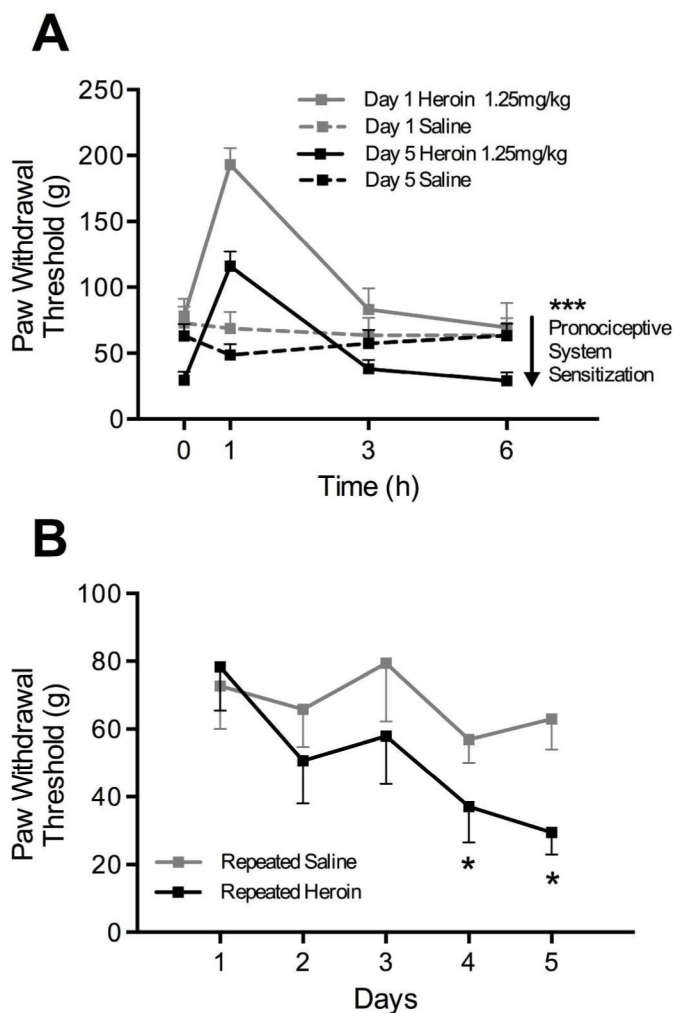 A
Paw Withdrawal
Threshold (g)
250
200
150
100
50
0
Day 1 Heroin 1.25mg/kg
Day 1 Saline
Day 5 Heroin 1.25mg/kg
Day 5 Saline
***
Pronociceptive
System
Sensitization
0 1 3 6
Time (h)
B
Paw Withdrawal
Threshold (g)
100
80
60
40
20
0
Repeated Saline
Repeated Heroin
* *
1 2 3 4 5
Days